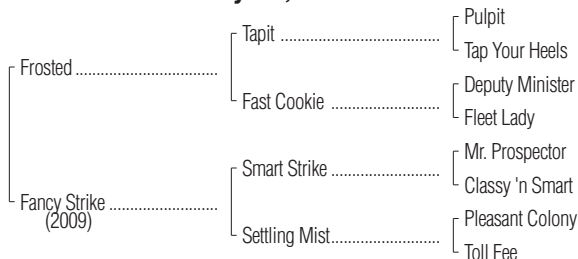 Pulpit
Tapit
Tap Your Heels
Frosted
Deputy Minister
Fast Cookie
Fleet Lady
Mr. Prospector
Smart Strike
Classy 'n Smart
Fancy Strike
(2009)
Pleasant Colony
Settling Mist
Toll Fee